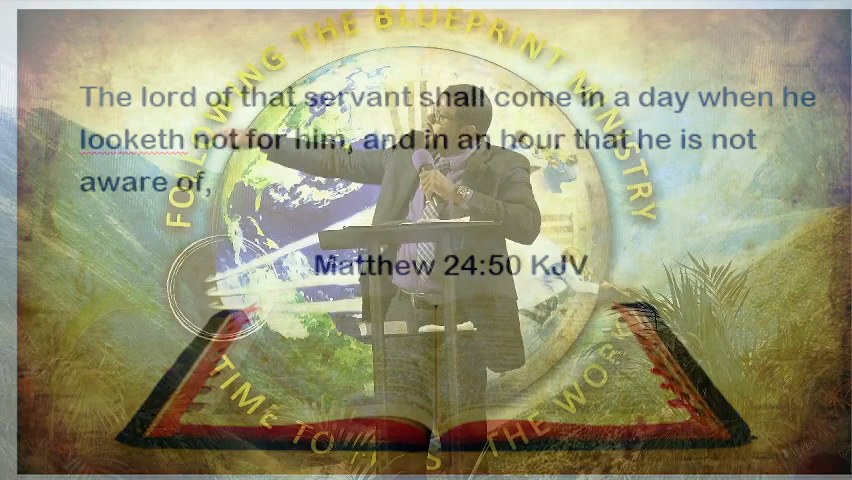 FOLLOWING THE BLUEPRINT MINISTRY
The lord of that servant shall come in a day when he
looketh not for him, and in an hour that he is not
aware of,
Matthew 24:50 KJV
TIME TO
THE